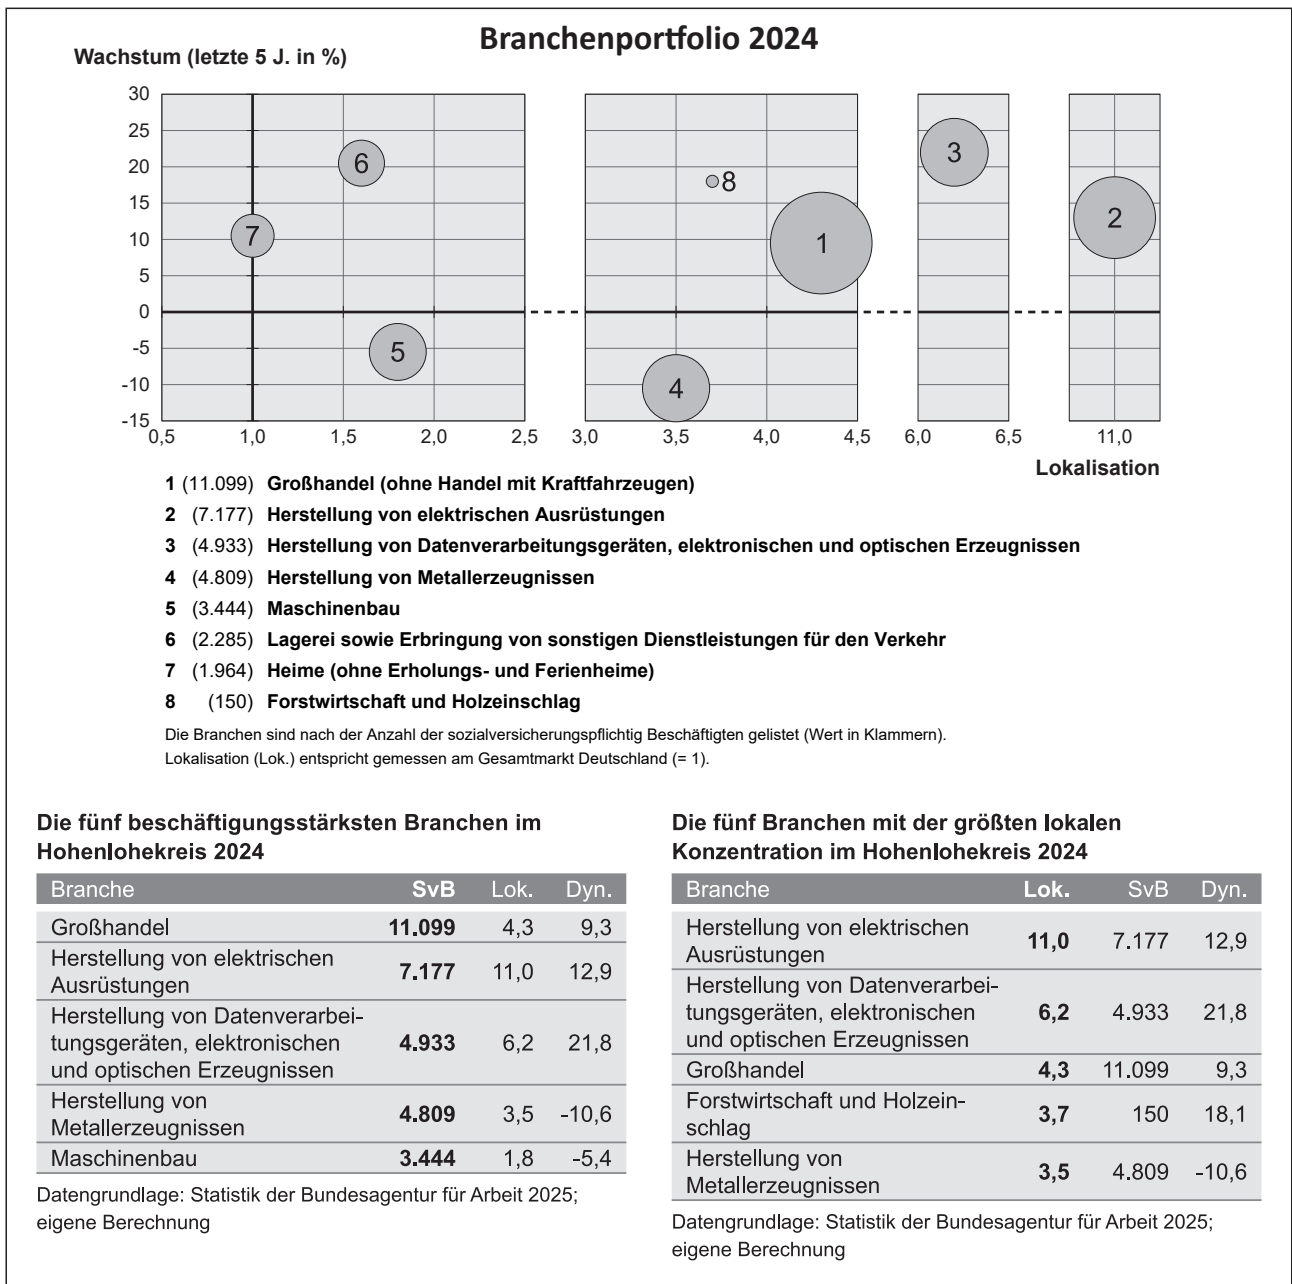 Branchenportfolio 2024
Wachstum (letzte 5 J. in %)
30
25
20
15
10
5
0
-5
-10
-15
6
7
5
8
1
4
3
2
0,5 1,0 1,5 2,0 2,5 3,0 3,5 4,0 4,5 6,0 6,5 11,0
Lokalisation
1 (11.099) Großhandel (ohne Handel mit Kraftfahrzeugen)
2 (7.177) Herstellung von elektrischen Ausrüstungen
3 (4.933) Herstellung von Datenverarbeitungsgeräten, elektronischen und optischen Erzeugnissen
4 (4.809) Herstellung von Metallerzeugnissen
5 (3.444) Maschinenbau
6 (2.285) Lagerei sowie Erbringung von sonstigen Dienstleistungen für den Verkehr
7 (1.964) Heime (ohne Erholungs- und Ferienheime)
8 (150) Forstwirtschaft und Holzeinschlag
Die Branchen sind nach der Anzahl der sozialversicherungspflichtig Beschäftigten gelistet (Wert in Klammern).
Lokalisation (Lok.) entspricht gemessen am Gesamtmarkt Deutschland (= 1).
Die fünf beschäftigungsstärksten Branchen im
Hohenlohekreis 2024
Branche SvB Lok. Dyn.
Großhandel 11.099 4,3 9,3
Herstellung von elektrischen
Ausrüstungen 7.177 11,0 12,9
Herstellung von Datenverarbei-
tungsgeräten, elektronischen 4.933 6,2 21,8
und optischen Erzeugnissen
Herstellung von
Metallerzeugnissen 4.809 3,5 -10,6
Maschinenbau 3.444 1,8 -5,4
Datengrundlage: Statistik der Bundesagentur für Arbeit 2025;
eigene Berechnung
Die fünf Branchen mit der größten lokalen
Konzentration im Hohenlohekreis 2024
Branche Lok. SvB Dyn.
Herstellung von elektrischen
Ausrüstungen 11,0 7.177 12,9
Herstellung von Datenverarbei-
tungsgeräten, elektronischen 6,2 4.933 21,8
und optischen Erzeugnissen
Großhandel 4,3 11.099 9,3
Forstwirtschaft und Holzein-
schlag 3,7 150 18,1
Herstellung von
Metallerzeugnissen 3,5 4.809 -10,6
Datengrundlage: Statistik der Bundesagentur für Arbeit 2025;
eigene Berechnung